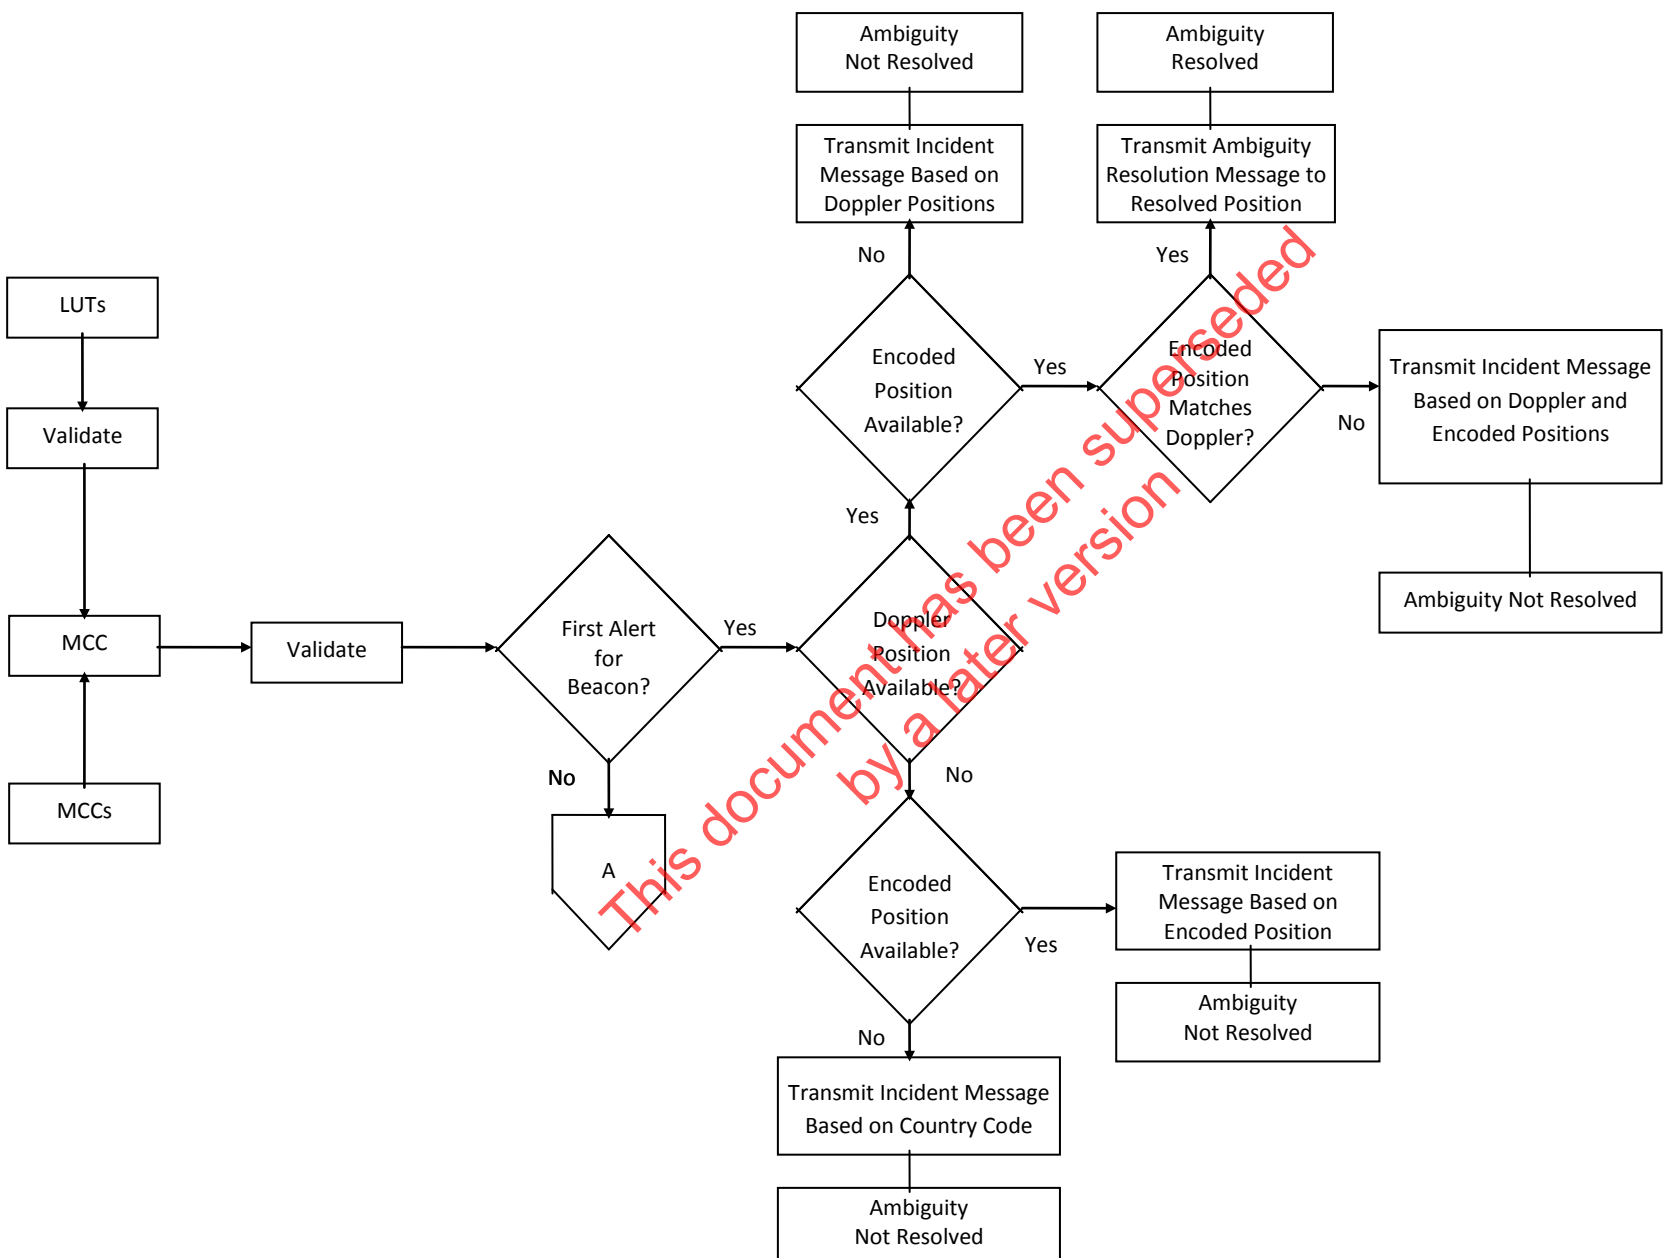 Ambiguity
Not Resolved
Ambiguity
Resolved
Transmit Incident
Message Based on
Doppler Positions
Transmit Ambiguity
Resolution Message to
Resolved Position
No
Yes
LUTs
Validate
Encoded
Position
Available?
Yes
Encoded
Position
Matches
Doppler?
No
Transmit Incident Message
Based on Doppler and
Encoded Positions
Yes
Ambiguity Not Resolved
MCC
Validate
First Alert
for
Beacon?
Yes
Doppler
Position
Available?
No
No
MCCs
A
Encoded
Position
Available?
Yes
Transmit Incident
Message Based on
Encoded Position
Ambiguity
Not Resolved
No
Transmit Incident Message
Based on Country Code
Ambiguity
Not Resolved
This document has been superseded
by a later version